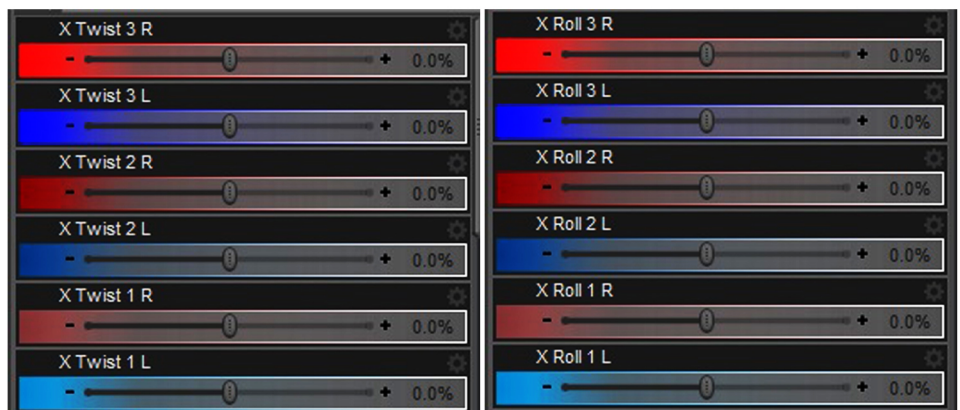 X Twist 3 R
- + 0.0%
X Twist 3 L
- + 0.0%
X Twist 2 R
- + 0.0%
X Twist 2 L
- + 0.0%
X Twist 1 R
- + 0.0%
X Twist 1 L
- + 0.0%
X Roll 3 R
- + 0.0%
X Roll 3 L
- + 0.0%
X Roll 2 R
- + 0.0%
X Roll 2 L
- + 0.0%
X Roll 1 R
- + 0.0%
X Roll 1 L
- + 0.0%